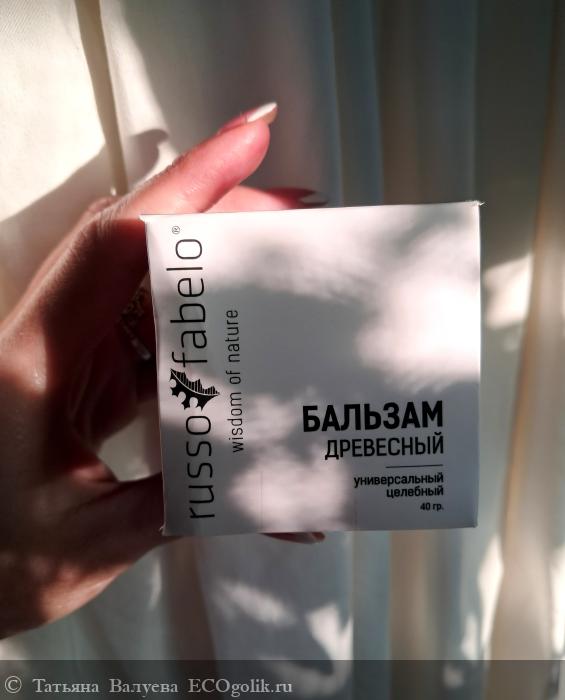 russo fabelo®
wisdom of nature
БАЛЬЗАМ
ДРЕВЕСНЫЙ
универсальный
целебный
40 гр.
© Татьяна Валуева ECOgolik.ru